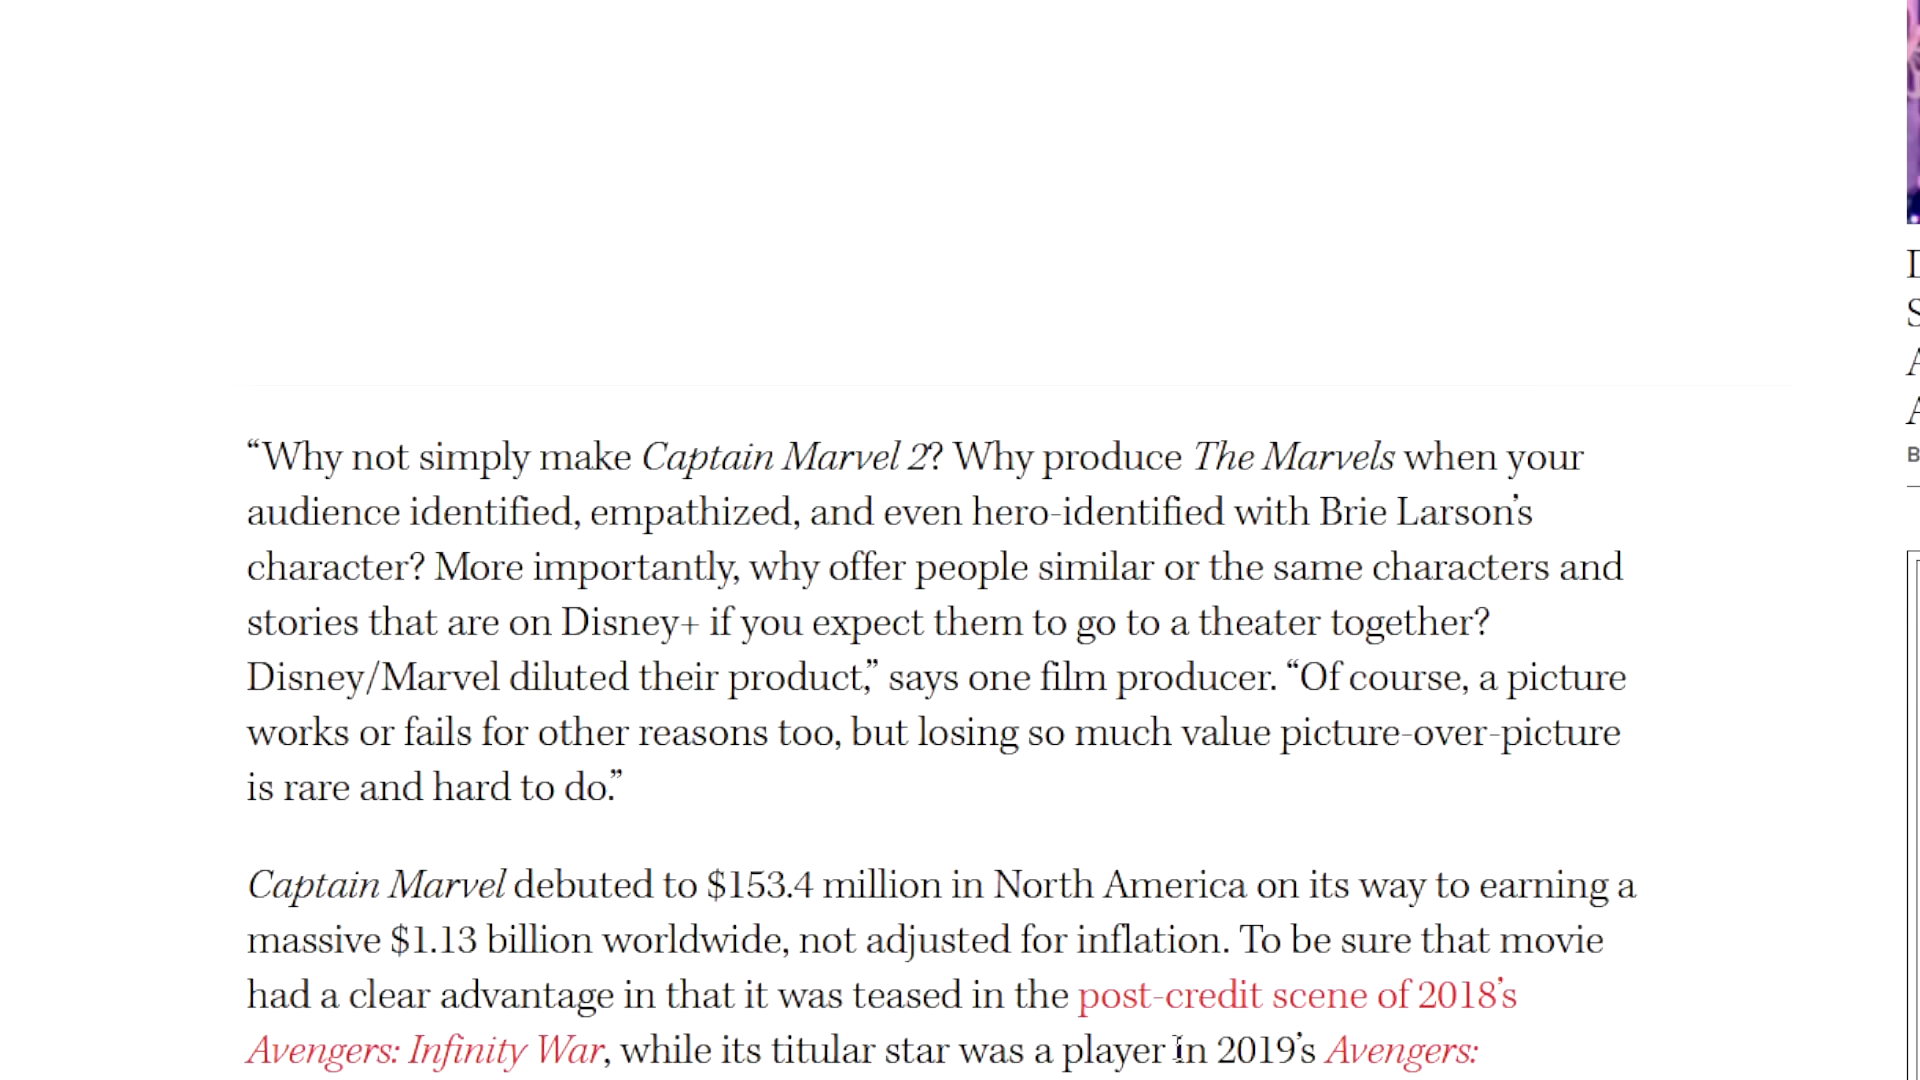 “Why not simply make Captain Marvel 2? Why produce The Marvels when your
audience identified, empathized, and even hero-identified with Brie Larson’s
character? More importantly, why offer people similar or the same characters and
stories that are on Disney+ if you expect them to go to a theater together?
Disney/Marvel diluted their product,” says one film producer. “Of course, a picture
works or fails for other reasons too, but losing so much value picture-over-picture
is rare and hard to do.”
Captain Marvel debuted to $153.4 million in North America on its way to earning a
massive $1.13 billion worldwide, not adjusted for inflation. To be sure that movie
had a clear advantage in that it was teased in the post-credit scene of 2018’s
Avengers: Infinity War, while its titular star was a player in 2019’s Avengers: